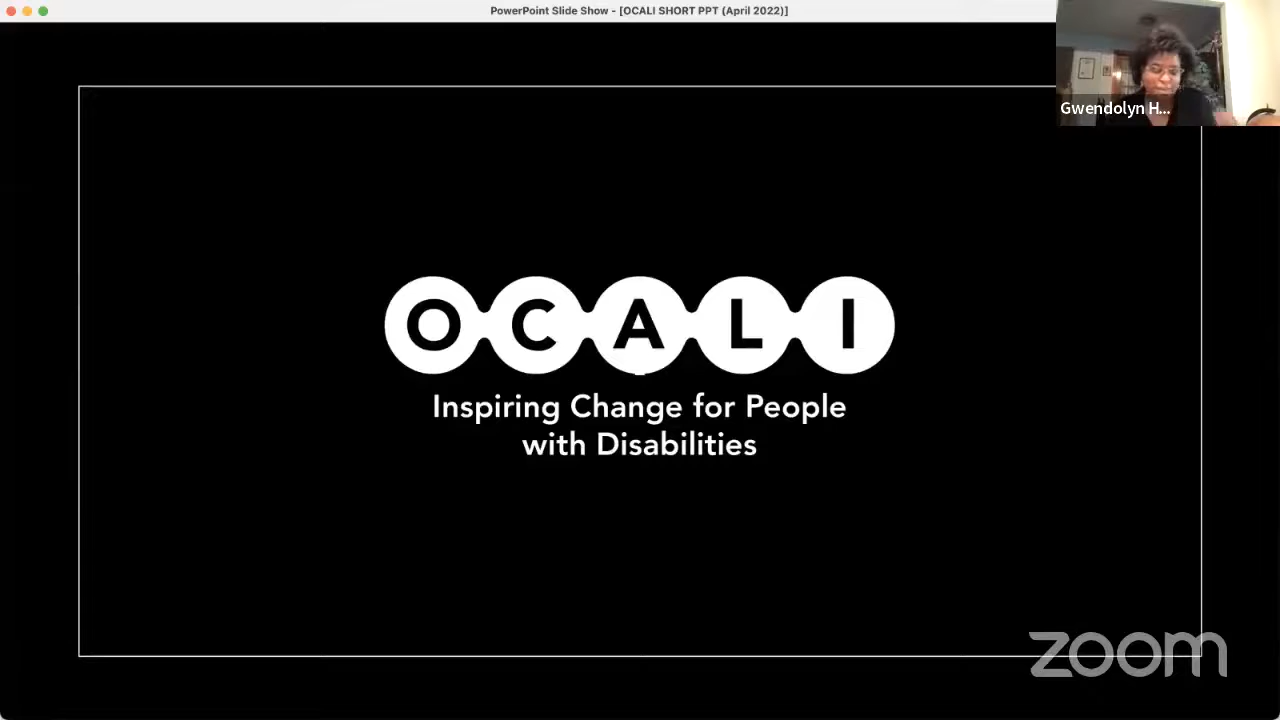 PowerPoint Slide Show - [OCALI SHORT PPT (April 2022)]
Gwendolyn H...
OCALI
Inspiring Change for People
with Disabilities
zoom